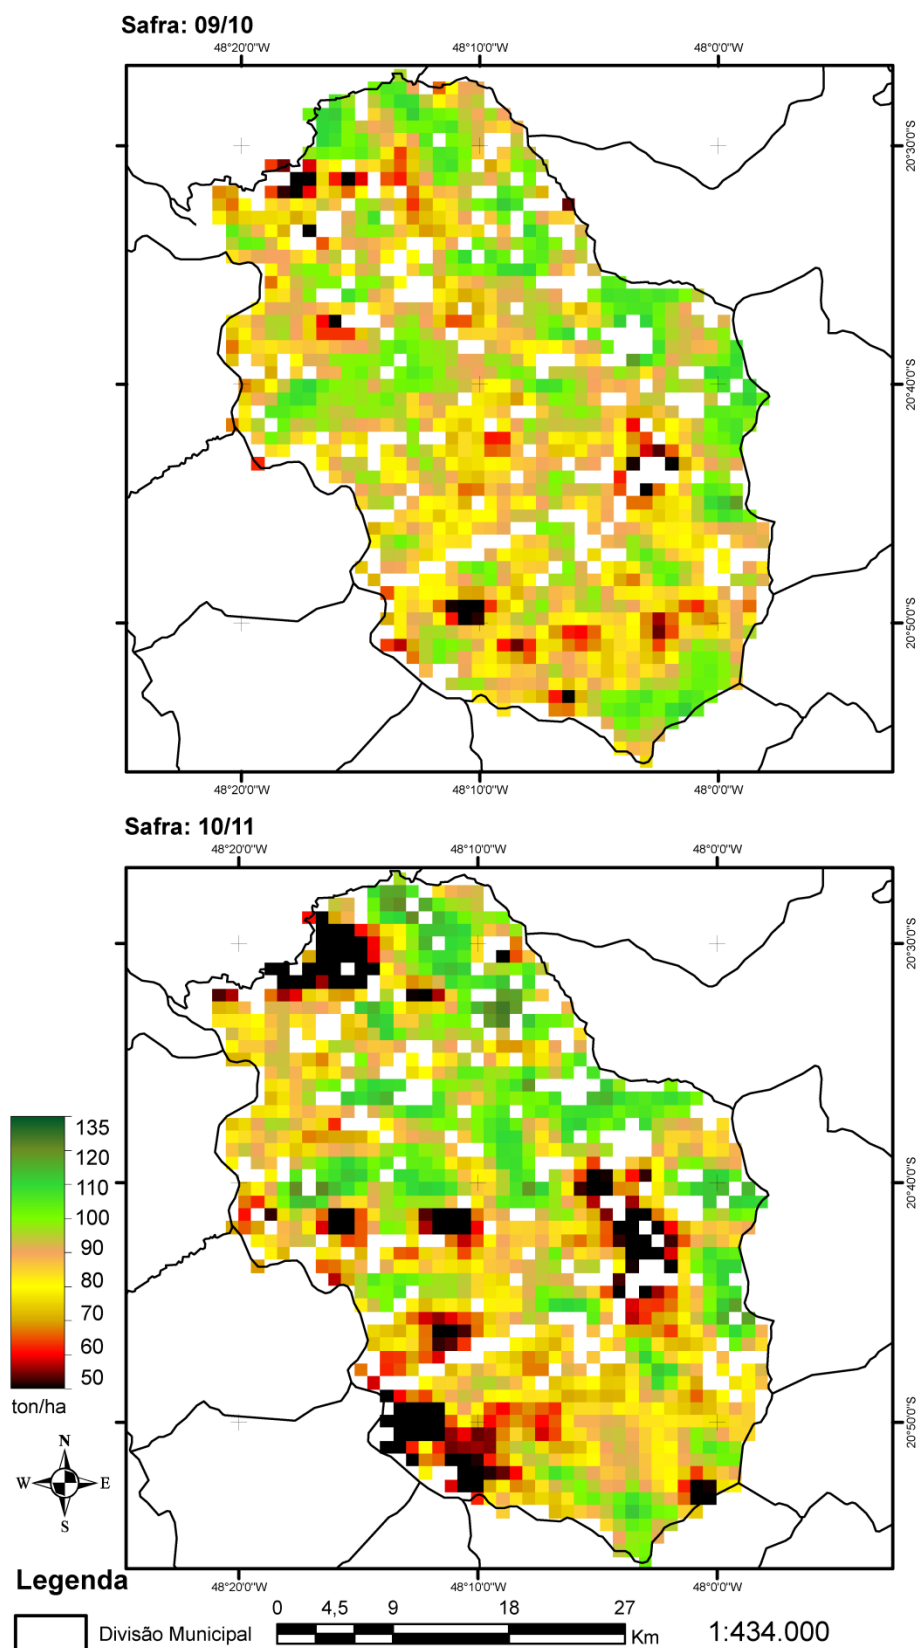 Safra: 09/10
48°20'0"W 48°10'0"W 48°0'0"W
20°30'0"S
20°40'0"S
20°50'0"S
48°20'0"W 48°10'0"W 48°0'0"W
Safra: 10/11
48°20'0"W 48°10'0"W 48°0'0"W
20°30'0"S
20°40'0"S
20°50'0"S
135
120
110
100
90
80
70
60
50
ton/ha
N
W E
S
48°20'0"W 48°10'0"W 48°0'0"W
Legenda
Divisão Municipal
0 4,5 9 18 27
Km
1:434.000